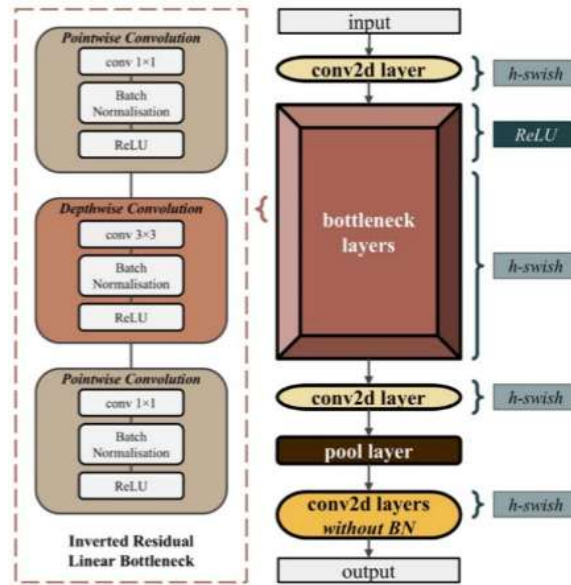 Pointwise Convolution
conv 1×1
Batch
Normalisation
ReLU
Depthwise Convolution
conv 3×3
Batch
Normalisation
ReLU
Pointwise Convolution
conv 1×1
Batch
Normalisation
ReLU
Inverted Residual
Linear Bottleneck
input
conv2d layer
h-swish
ReLU
bottleneck
layers
h-swish
conv2d layer
h-swish
pool layer
conv2d layers
without BN
h-swish
output